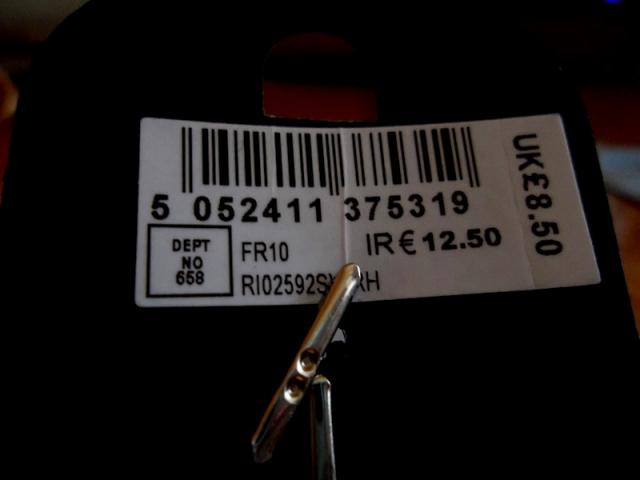 5 052411 375319
DEPT
NO
658
FR10
IR€12.50
UK£8.50